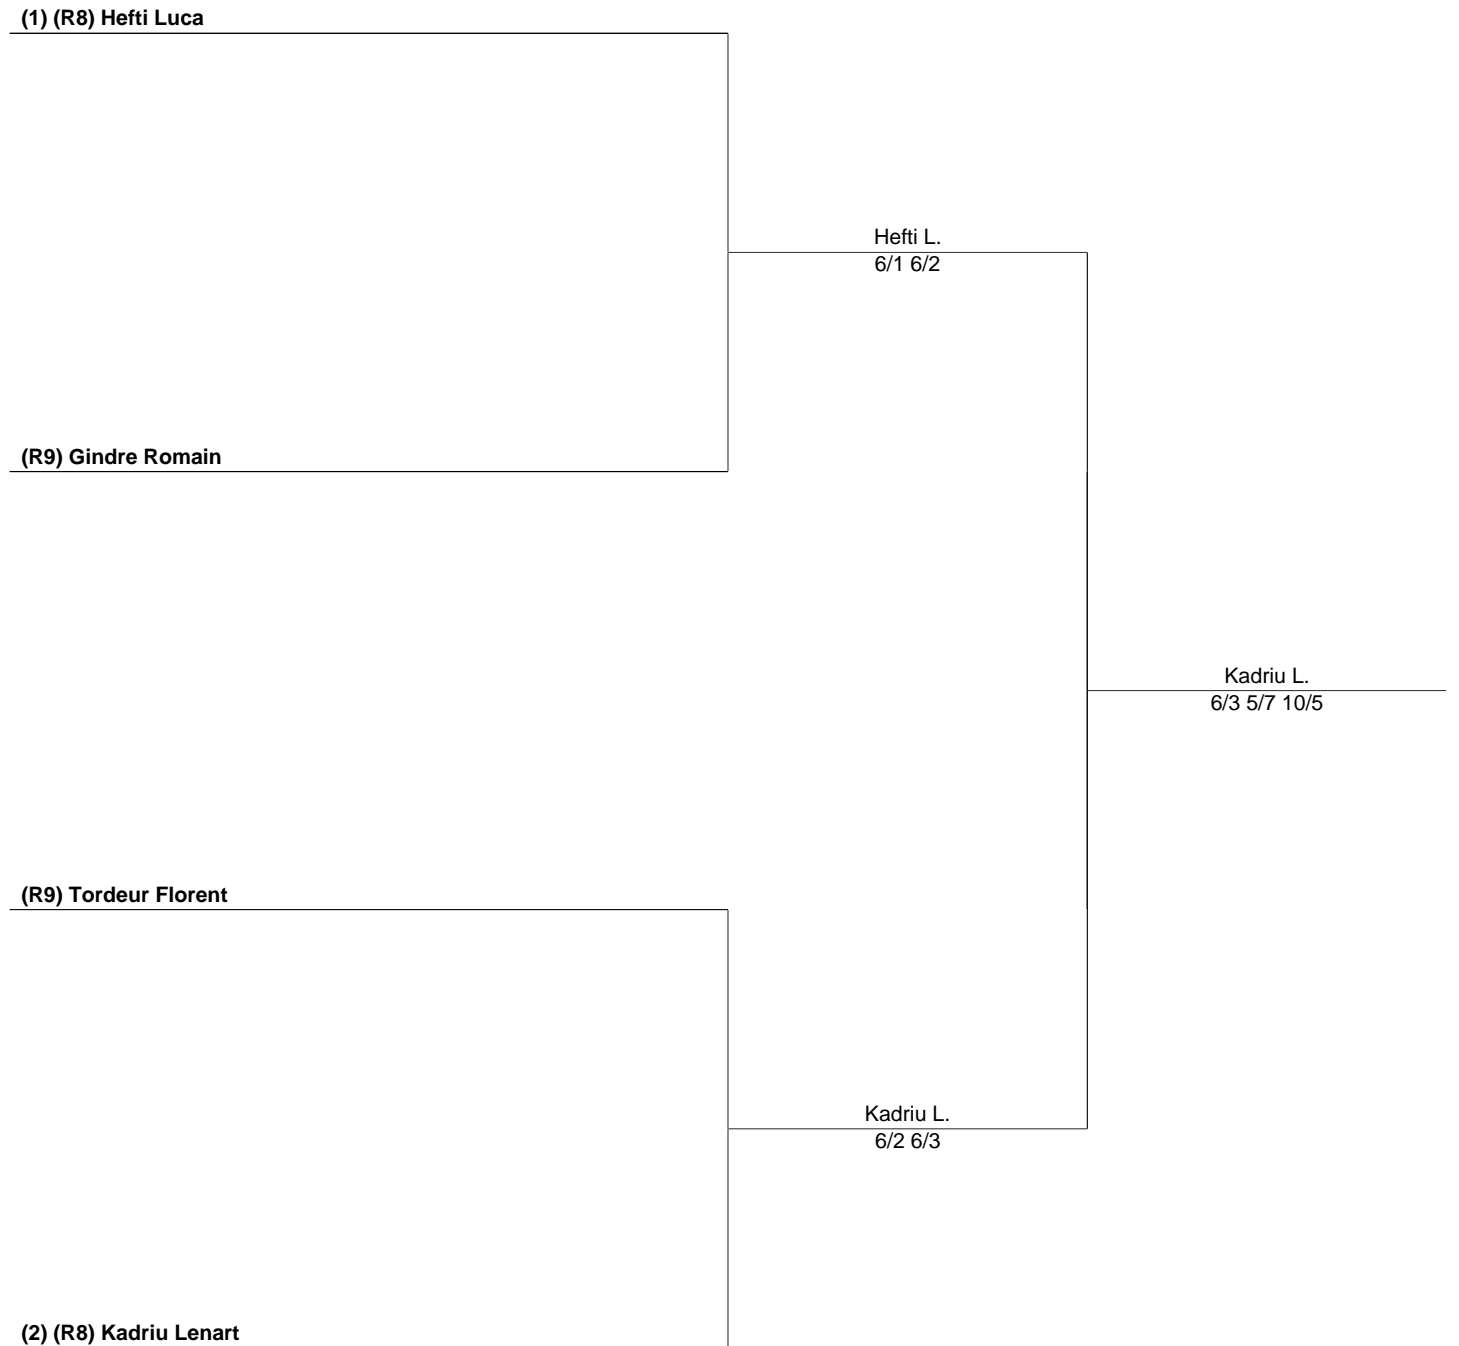 (1) (R8) Hefti Luca
Hefti L.
6/1 6/2
(R9) Gindre Romain
Kadriu L.
6/3 5/7 10/5
(R9) Tordeur Florent
Kadriu L.
6/2 6/3
(2) (R8) Kadriu Lenart